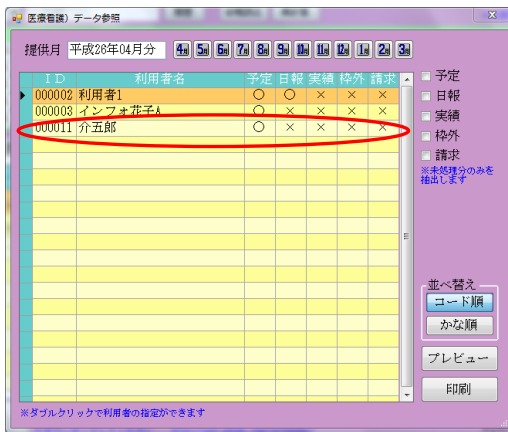 医療看護）データ参照
提供月 平成28年04月分 4月 5月 6月 7月 8月 9月 10月 11月 12月 1月 2月 3月
ID 利用者名 予定 日報 実績 枠外 請求
000002 利用者1 ○ ○ × × ×
000003 インフォ花子A ○ × × × ×
000011 介五郎 ○ × × × ×
予定
日報
実績
枠外
請求
※未処理分のみを
抽出します
並べ替え
コード順
かな順
プレビュー
印刷
※ダブルクリックで利用者の指定ができます